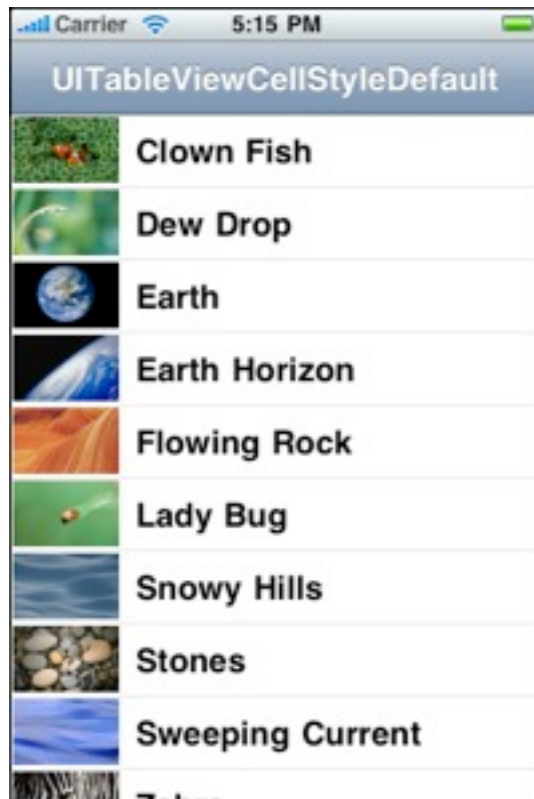 Carrier 5:15 PM
UITableViewCellStyleDefault
Clown Fish
Dew Drop
Earth
Earth Horizon
Flowing Rock
Lady Bug
Snowy Hills
Stones
Sweeping Current
Zebra